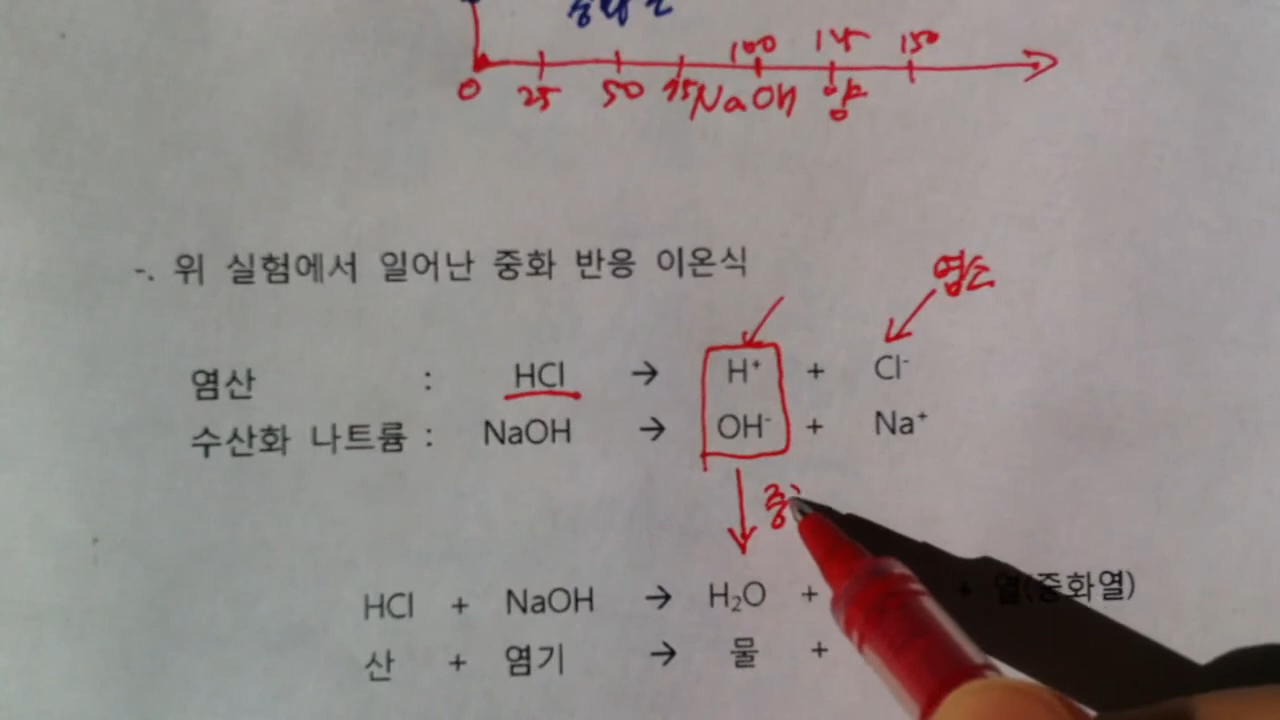 100 14 150
0 25 50 75 NaOH 양
-. 위 실험에서 일어난 중화 반응 이온식
염소
염산 : HCl → H⁺ + Cl⁻
수산화 나트륨 : NaOH → OH⁻ + Na⁺
중
HCl + NaOH → H₂O + + 열(중화열)
산 + 염기 → 물 +